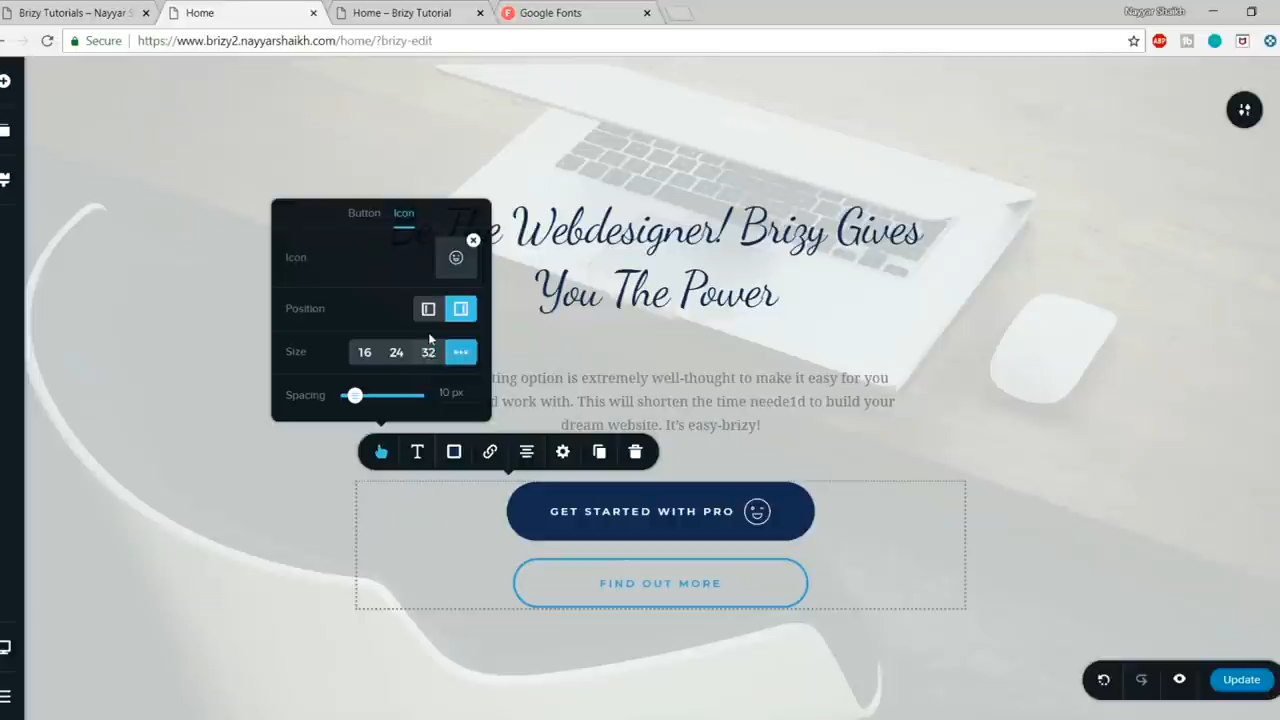 Brizy Tutorials – Nayyar S
Home
Home – Brizy Tutorial
Google Fonts
Nayyar Shaikh
Secure
https://www.brizy2.nayyarshaikh.com/home/?brizy-edit
ABP
Button
Icon
Icon
Position
Size
16
24
32
Spacing
10 px
The Webdesigner! Brizy Gives
You The Power
ting option is extremely well-thought to make it easy for you
d work with. This will shorten the time neede1d to build your
dream website. It's easy-brizy!
GET STARTED WITH PRO
FIND OUT MORE
Update